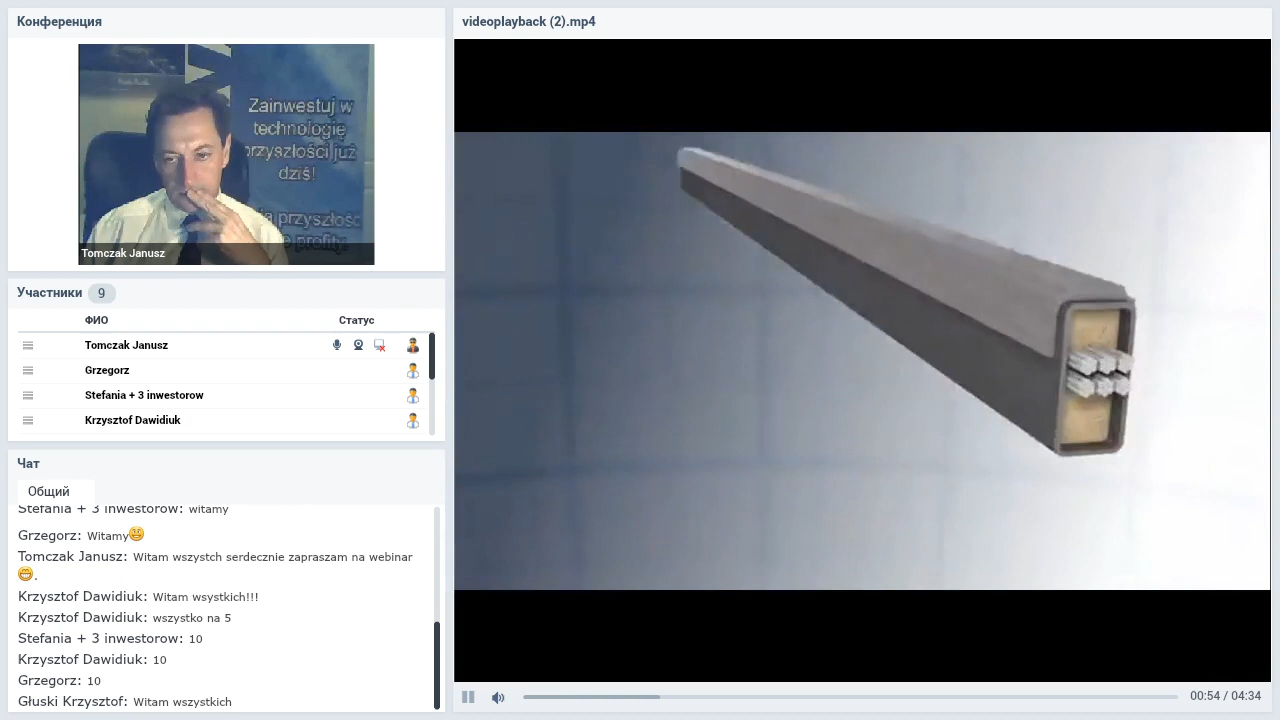 Конференция
Zainwestuj w
technologię
przyszłości już
dziś!
przyszłość
profity
Tomczak Janusz
Участники 9
ФИО Статус
Tomczak Janusz
Grzegorz
Stefania + 3 inwestorow
Krzysztof Dawidiuk
Чат
Общий
Stefania + 3 inwestorow: witamy
Grzegorz: Witamy
Tomczak Janusz: Witam wszystch serdecznie zapraszam na webinar
.
Krzysztof Dawidiuk: Witam wsystkich!!!
Krzysztof Dawidiuk: wszystko na 5
Stefania + 3 inwestorow: 10
Krzysztof Dawidiuk: 10
Grzegorz: 10
Głuski Krzysztof: Witam wszystkich
videoplayback (2).mp4
00:54 / 04:34